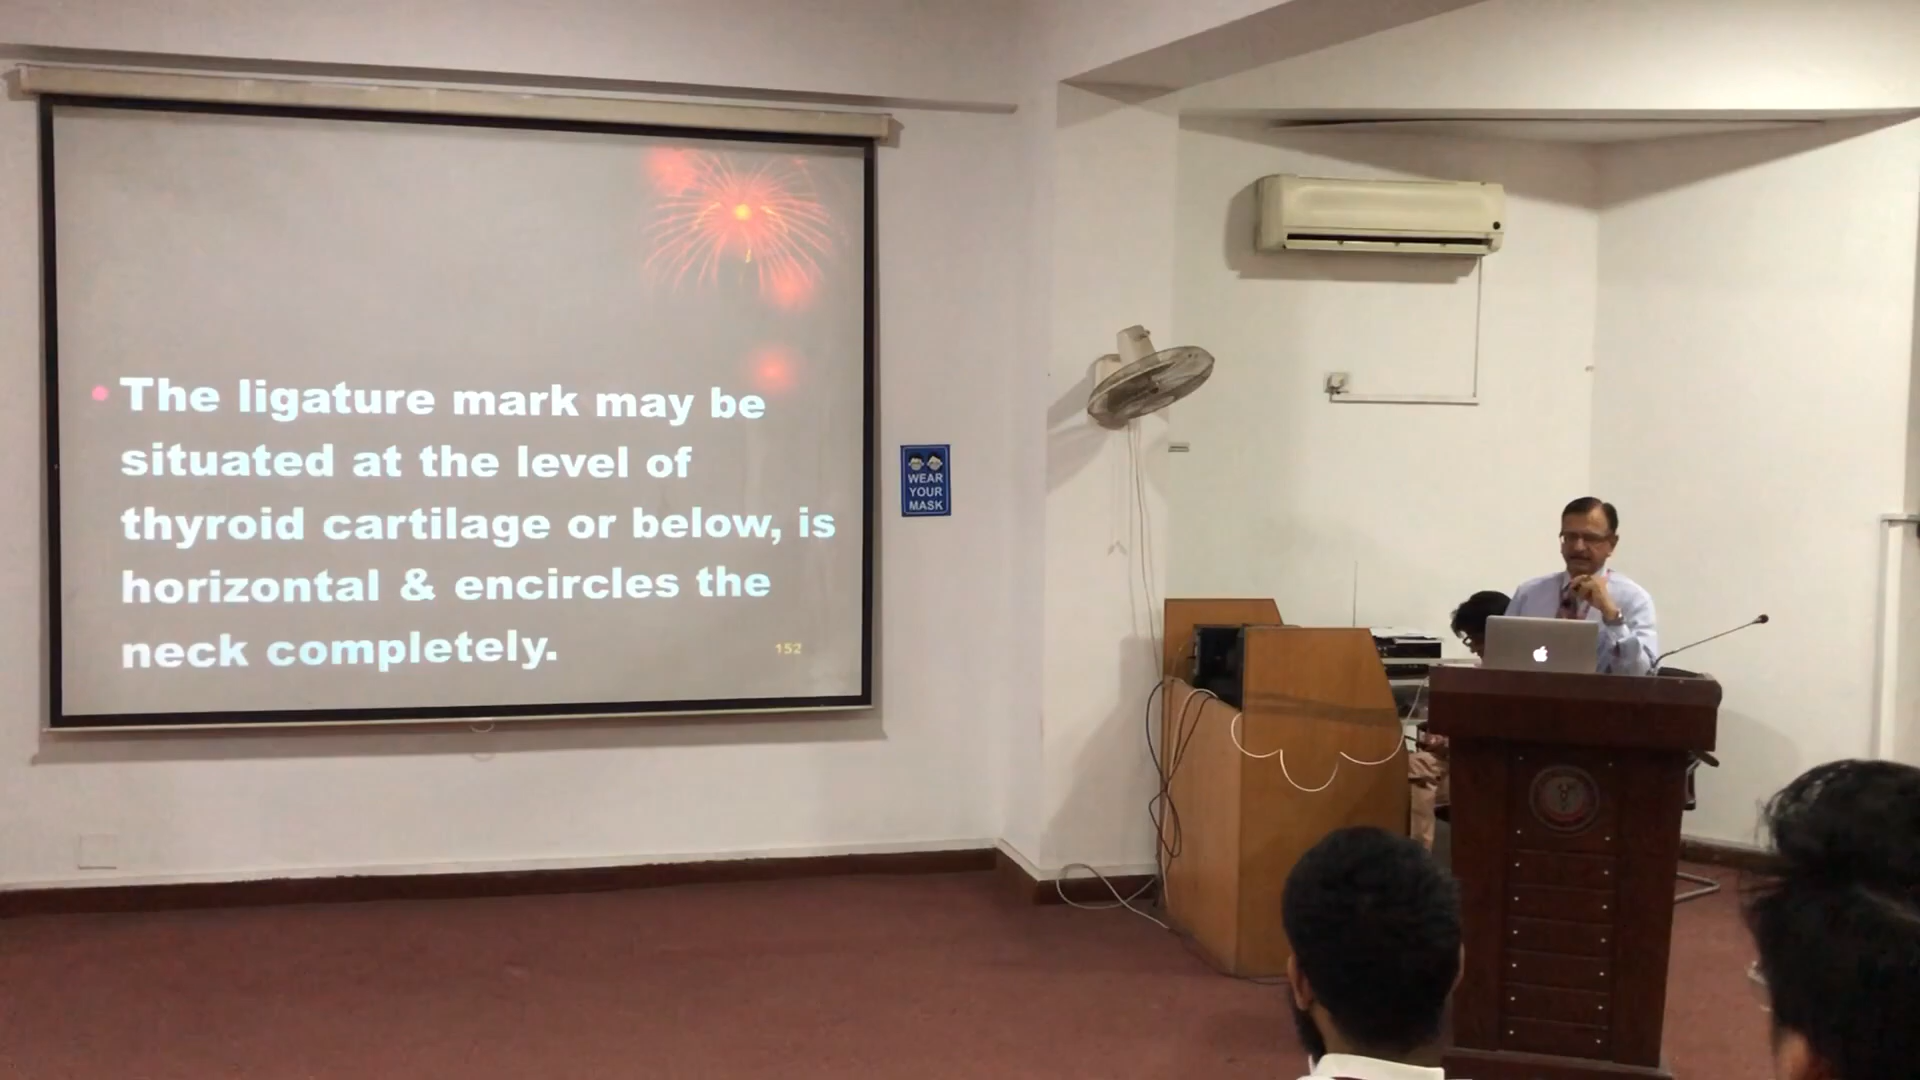 The ligature mark may be
situated at the level of
thyroid cartilage or below, is
horizontal & encircles the
neck completely.
152
WEAR
YOUR
MASK